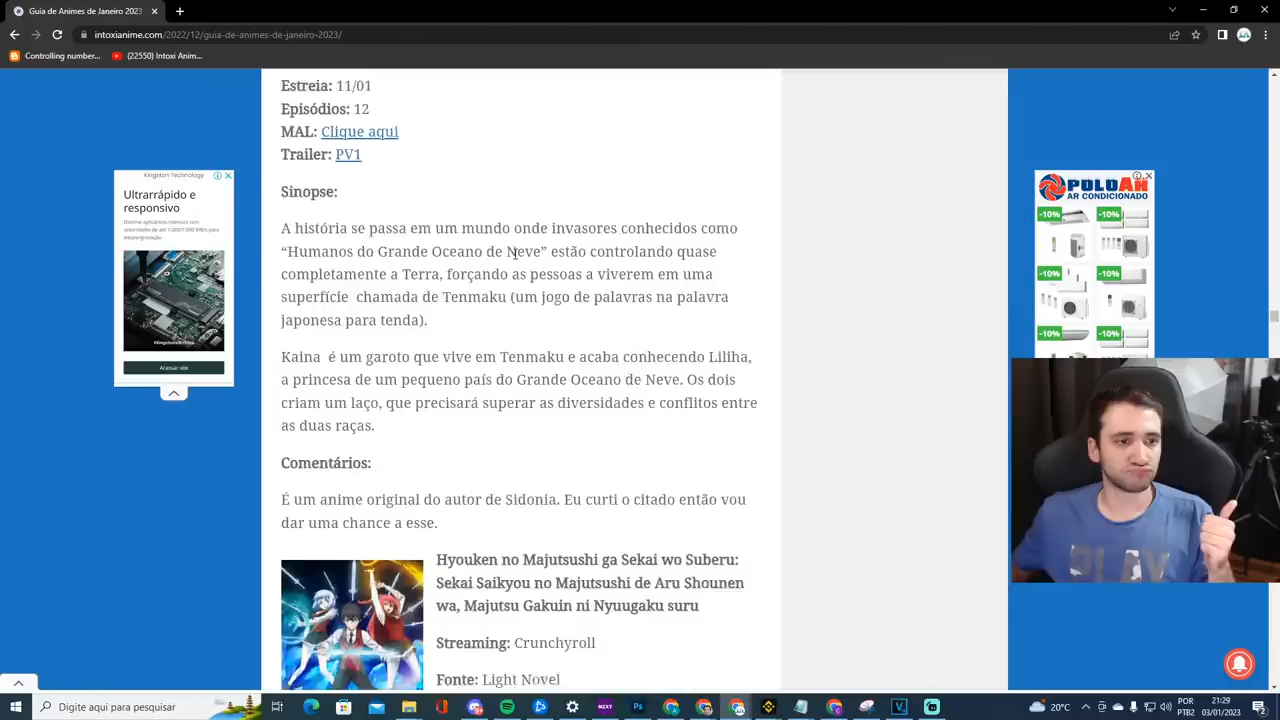 Guia de Animes de Janeiro 2023
intoxianime.com/2022/12/guia-de-animes-de-janeiro-2023/
Controlling number...
(22550) Intoxi Anim...
Estreia: 11/01
Episódios: 12
MAL: Clique aqui
Trailer: PV1
Sinopse:
A história se passa em um mundo onde invasores conhecidos como
“Humanos do Grande Oceano de Neve” estão controlando quase
completamente a Terra, forçando as pessoas a viverem em uma
superfície chamada de Tenmaku (um jogo de palavras na palavra
japonesa para tenda).
Kaina é um garoto que vive em Tenmaku e acaba conhecendo Liliha,
a princesa de um pequeno país do Grande Oceano de Neve. Os dois
criam um laço, que precisará superar as diversidades e conflitos entre
as duas raças.
Comentários:
É um anime original do autor de Sidonia. Eu curti o citado então vou
dar uma chance a esse.
Hyouken no Majutsushi ga Sekai wo Suberu:
Sekai Saikyou no Majutsushi de Aru Shounen
wa, Majutsu Gakuin ni Nyuugaku suru
Streaming: Crunchyroll
Fonte: Light Novel
Kingston Technology
Ultrarrápido e
responsivo
Acessar site
POLOAR
AR CONDICIONADO
-10%
-10%
-10%
-10%
-10%
-10%
Digite aqui para pesquisar
20°C
POR
PTB2
21:29
03/01/2023